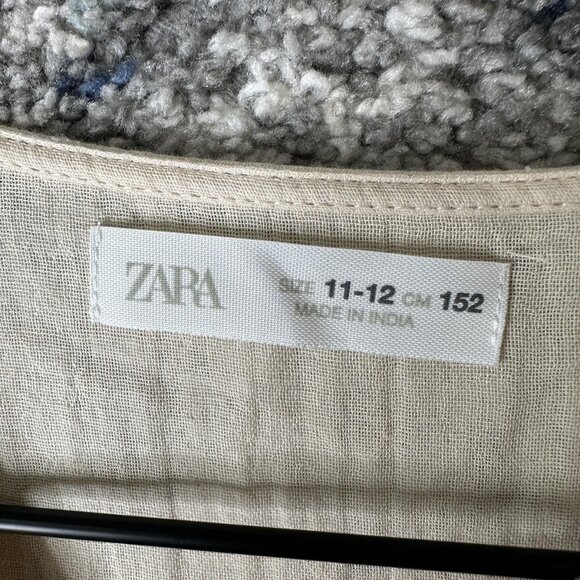 ZARA
SIZE 11-12 CM 152
MADE IN INDIA